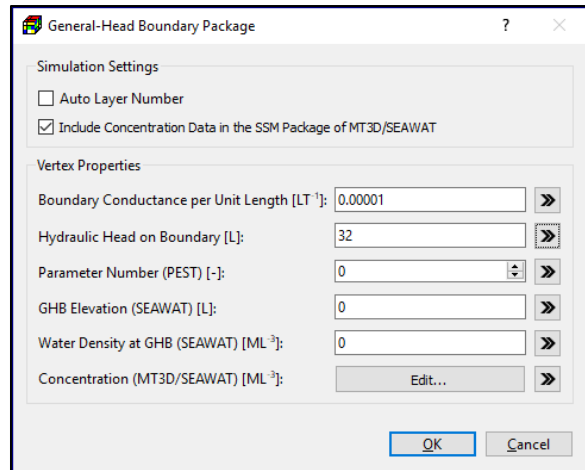 General-Head Boundary Package
?
Simulation Settings
Auto Layer Number
Include Concentration Data in the SSM Package of MT3D/SEAWAT
Vertex Properties
Boundary Conductance per Unit Length [LT⁻¹]: 0.00001
Hydraulic Head on Boundary [L]: 32
Parameter Number (PEST) [-]: 0
GHB Elevation (SEAWAT) [L]: 0
Water Density at GHB (SEAWAT) [ML⁻³]: 0
Concentration (MT3D/SEAWAT) [ML⁻³]: Edit...
OK Cancel